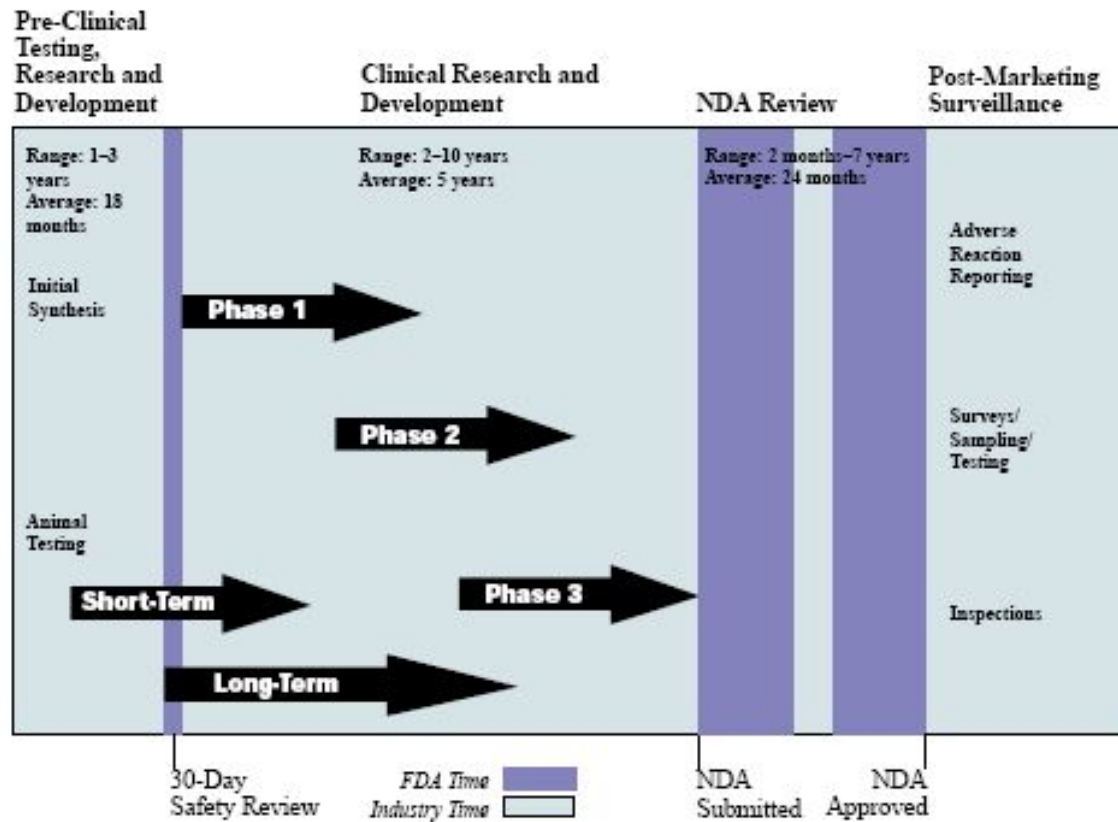 Pre-Clinical
Testing,
Research and
Development
Clinical Research and
Development
NDA Review
Post-Marketing
Surveillance
Range: 1–3
years
Average: 18
months
Range: 2–10 years
Average: 5 years
Range: 2 months–7 years
Average: 24 months
Initial
Synthesis
Phase 1
Adverse
Reaction
Reporting
Phase 2
Surveys/
Sampling/
Testing
Animal
Testing
Short-Term
Phase 3
Inspections
Long-Term
30-Day
Safety Review
FDA Time
Industry Time
NDA
Submitted
NDA
Approved